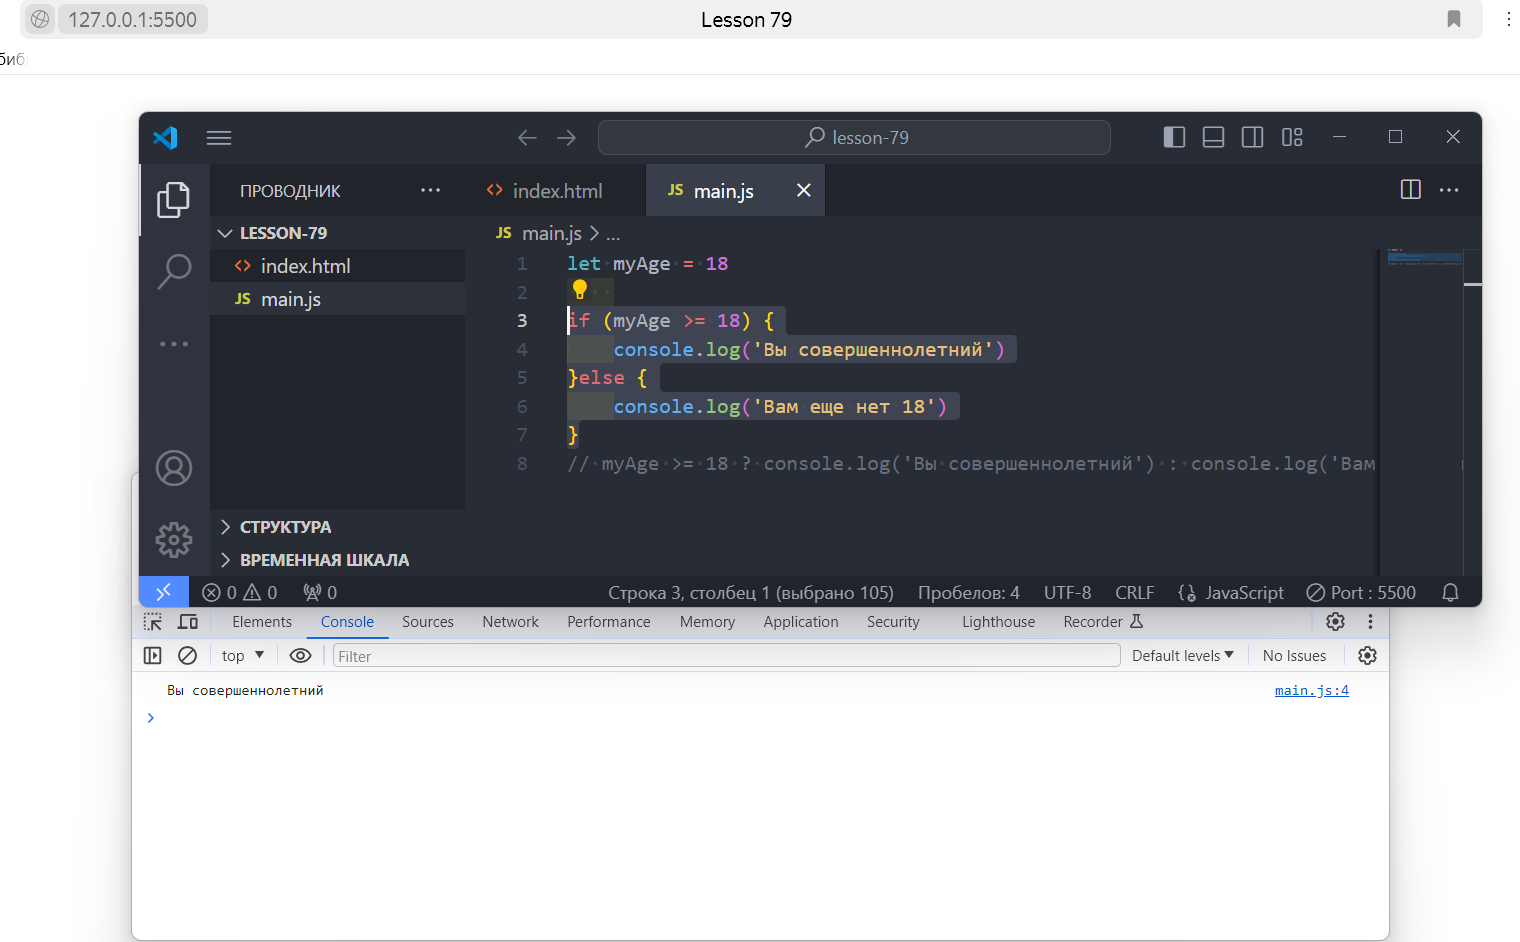 127.0.0.1:5500 Lesson 79
биб
lesson-79
ПРОВОДНИК
index.html
JS main.js
LESSON-79
index.html
JS main.js
СТРУКТУРА
ВРЕМЕННАЯ ШКАЛА
JS main.js > ...
1 let myAge = 18
2
3 if (myAge >= 18) {
4 console.log('Вы совершеннолетний')
5 }else {
6 console.log('Вам еще нет 18')
7 }
8 // myAge >= 18 ? console.log('Вы совершеннолетний') : console.log('Вам
0 0 0 Строка 3, столбец 1 (выбрано 105) Пробелов: 4 UTF-8 CRLF JavaScript Port : 5500
Elements Console Sources Network Performance Memory Application Security Lighthouse Recorder
top Filter Default levels No Issues
Вы совершеннолетний main.js:4